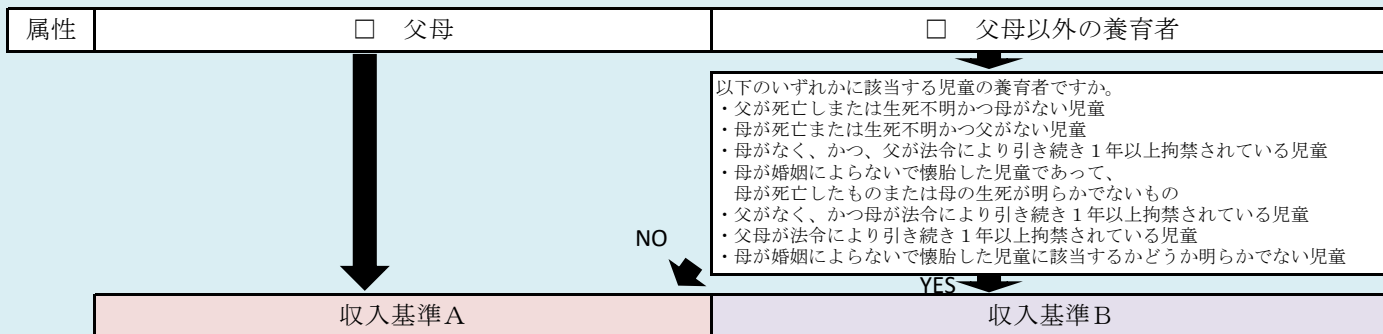 属性
□　父母
□　父母以外の養育者
以下のいずれかに該当する児童の養育者ですか。
・父が死亡しまたは生死不明かつ母がない児童
・母が死亡または生死不明かつ父がない児童
・母がなく、かつ、父が法令により引き続き１年以上拘禁されている児童
・母が婚姻によらないで懐胎した児童であって、
母が死亡したものまたは母の生死が明らかでないもの
・父がなく、かつ母が法令により引き続き１年以上拘禁されている児童
・父母が法令により引き続き１年以上拘禁されている児童
・母が婚姻によらないで懐胎した児童に該当するかどうか明らかでない児童
NO
YES
収入基準Ａ
収入基準Ｂ